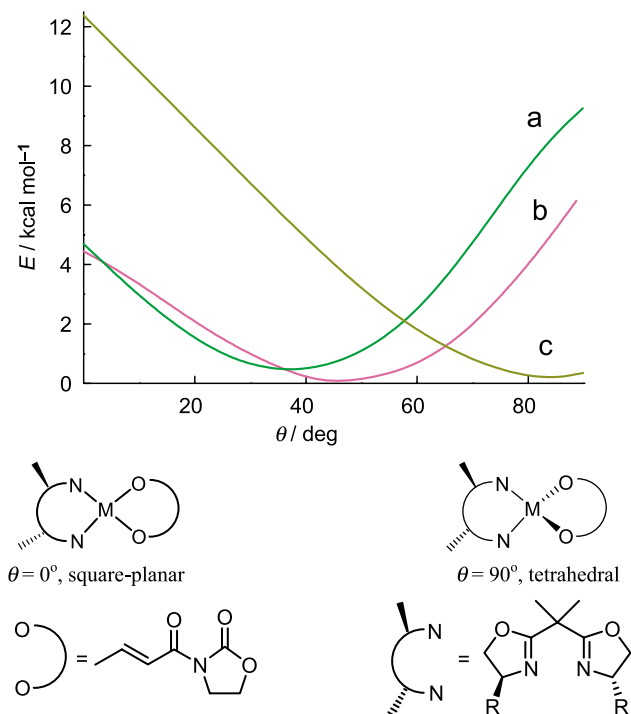 12
10
8
6
4
2
0
E / kcal mol⁻¹
a
b
c
20 40 60 80
θ / deg
N O
M
N O
θ = 0°, square-planar
N O
M
N O
θ = 90°, tetrahedral
O
O
=
O O
N O
N
N
=
O O
N N
R R